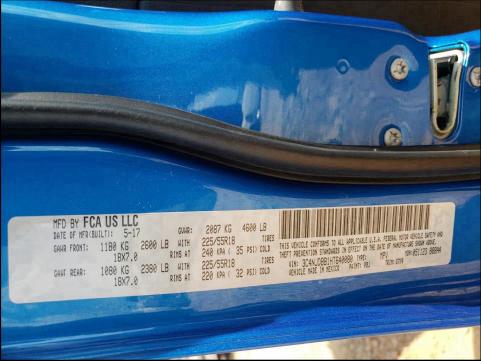 MFD BY FCA US LLC GVWR: 2087 KG 4600 LB
DATE OF MFR(BUILT): 5-17
GAWR FRONT: 1180 KG 2600 LB WITH 225/55R18 TIRES
18X7.0 RIMS AT 240 KPA ( 35 PSI) COLD
GAWR REAR: 1080 KG 2380 LB WITH 225/55R18 TIRES
18X7.0 RIMS AT 220 KPA ( 32 PSI) COLD
THIS VEHICLE CONFORMS TO ALL APPLICABLE U.S.A. FEDERAL MOTOR VEHICLE SAFETY AND
THEFT PREVENTION STANDARDS IN EFFECT ON THE DATE OF MANUFACTURE SHOWN ABOVE.
TYPE: MPV
VEHICLE MADE IN MEXICO PAINT: PBJ